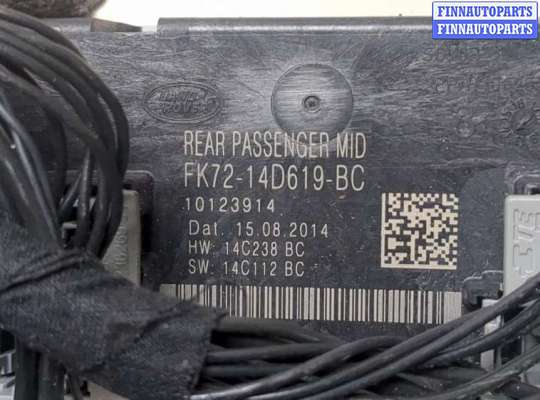 FINNAUTOPARTS
FINNAUTOPARTS
REAR PASSENGER MID
FK72-14D619-BC
10123914
Dat. 15.08.2014
HW: 14C238 BC
SW: 14C112 BC